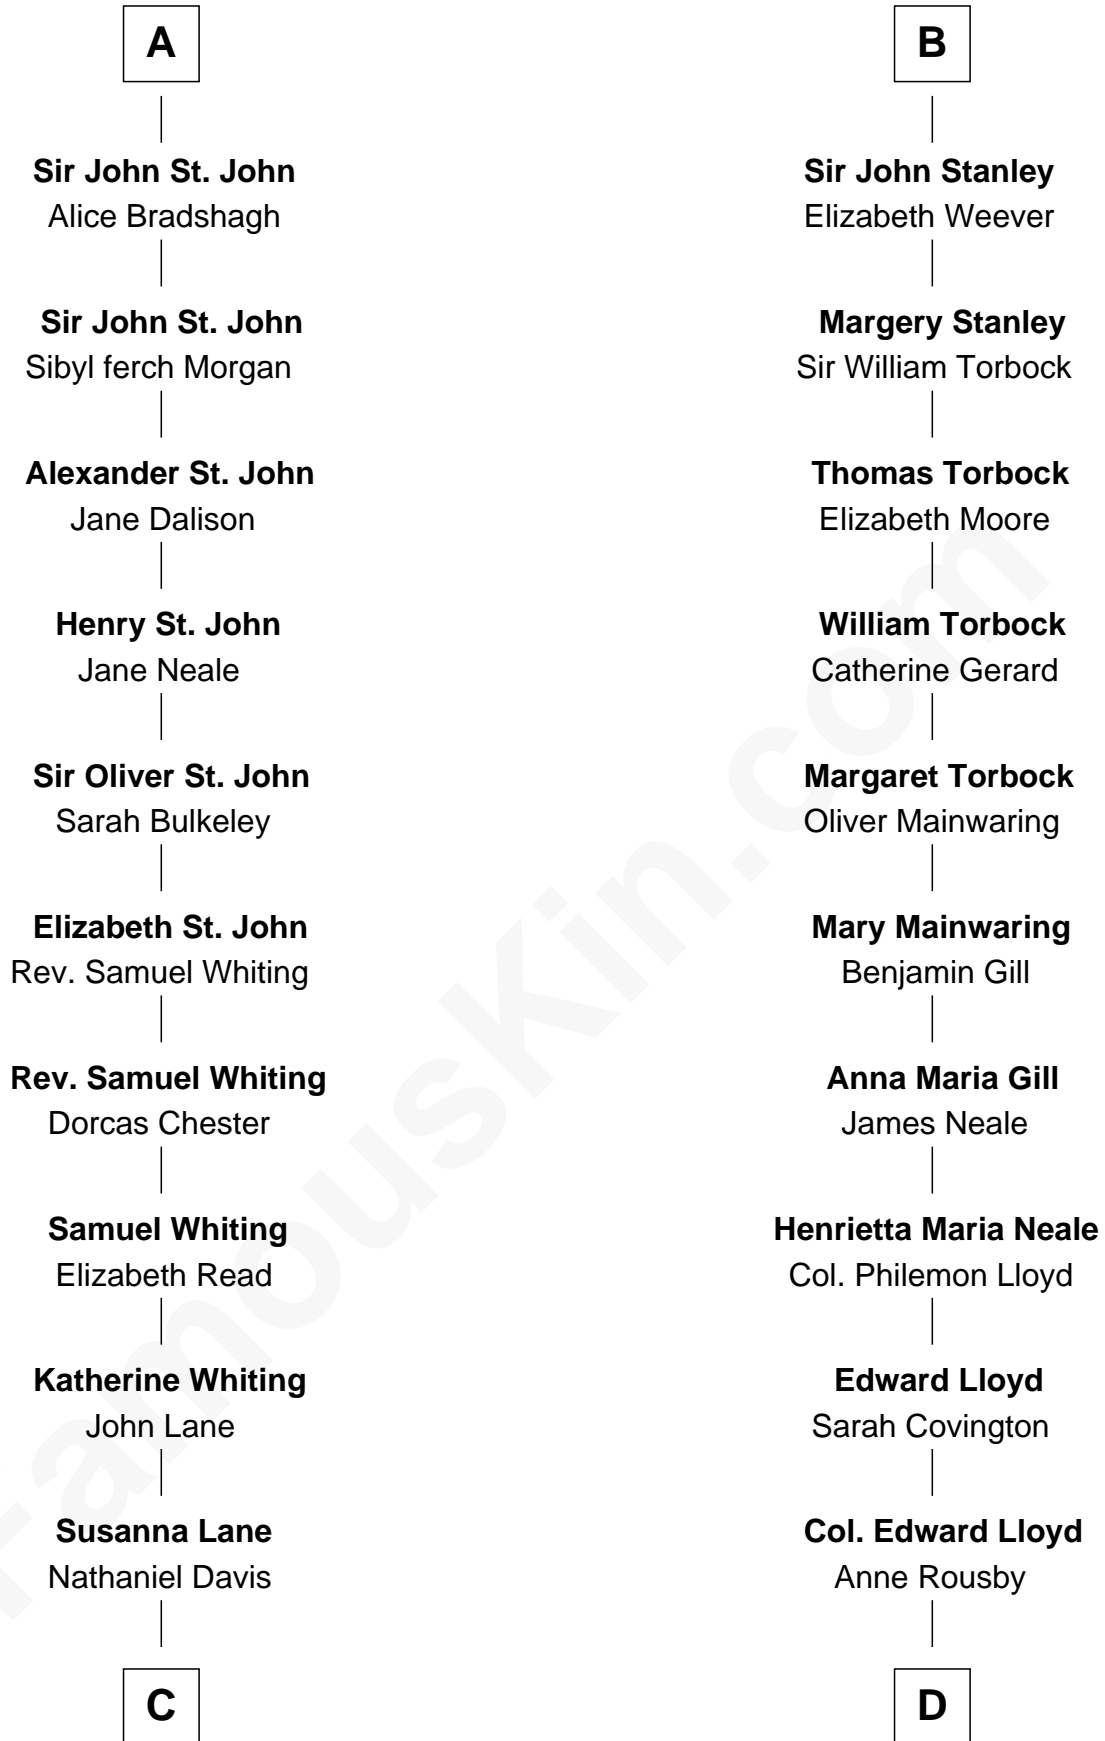 A
Sir John St. John
Alice Bradshagh
Sir John St. John
Sibyl ferch Morgan
Alexander St. John
Jane Dalison
Henry St. John
Jane Neale
Sir Oliver St. John
Sarah Bulkeley
Elizabeth St. John
Rev. Samuel Whiting
Rev. Samuel Whiting
Dorcas Chester
Samuel Whiting
Elizabeth Read
Katherine Whiting
John Lane
Susanna Lane
Nathaniel Davis
C
B
Sir John Stanley
Elizabeth Weever
Margery Stanley
Sir William Torbock
Thomas Torbock
Elizabeth Moore
William Torbock
Catherine Gerard
Margaret Torbock
Oliver Mainwaring
Mary Mainwaring
Benjamin Gill
Anna Maria Gill
James Neale
Henrietta Maria Neale
Col. Philemon Lloyd
Edward Lloyd
Sarah Covington
Col. Edward Lloyd
Anne Rousby
D
FamousKin.com